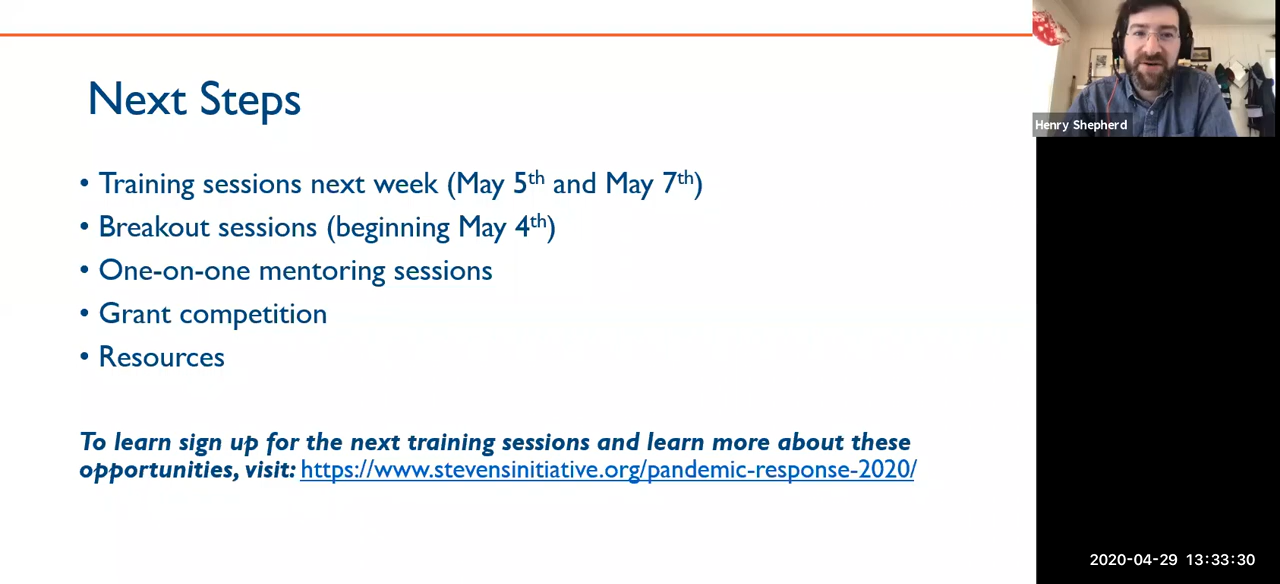 Next Steps
• Training sessions next week (May 5th and May 7th)
• Breakout sessions (beginning May 4th)
• One-on-one mentoring sessions
• Grant competition
• Resources
To learn sign up for the next training sessions and learn more about these
opportunities, visit: https://www.stevensinitiative.org/pandemic-response-2020/
Henry Shepherd
2020-04-29 13:33:30